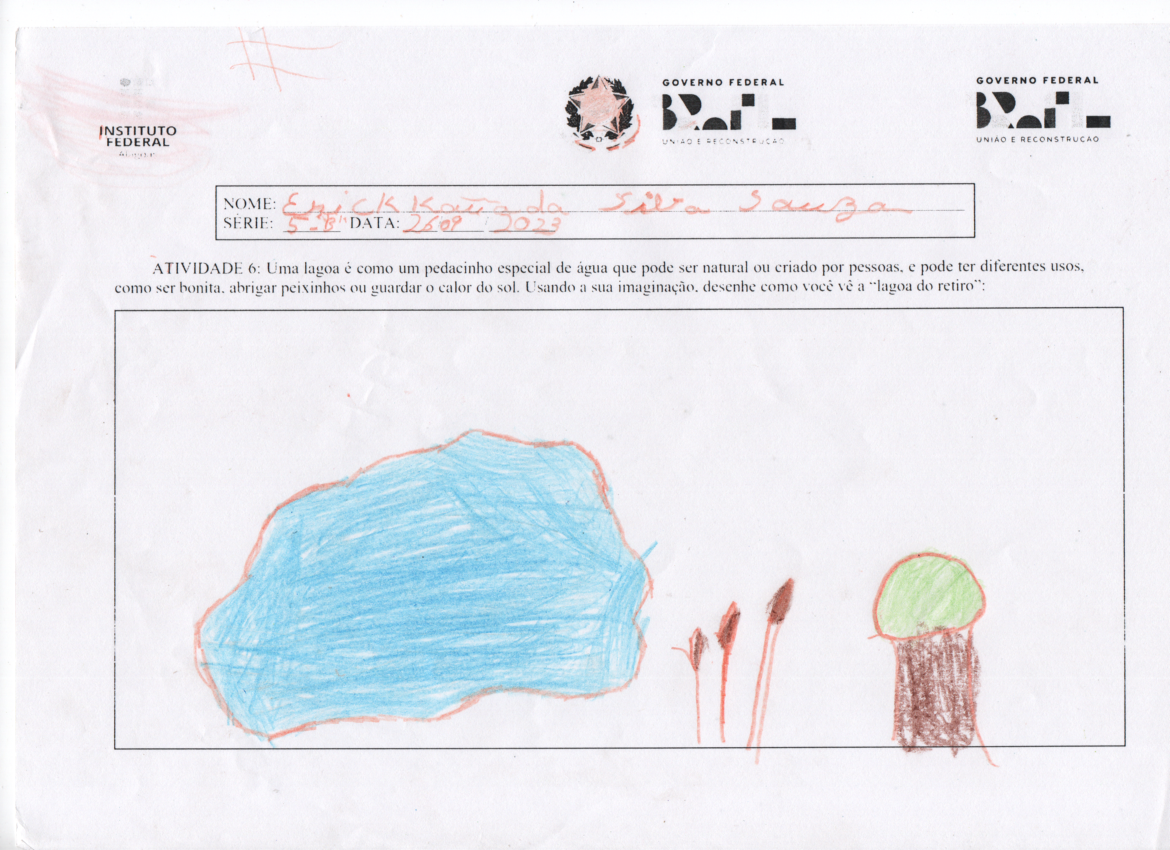 INSTITUTO
FEDERAL
GOVERNO FEDERAL
BRASIL
UNIÃO E RECONSTRUÇÃO
GOVERNO FEDERAL
BRASIL
UNIÃO E RECONSTRUÇÃO
NOME: Erick Kauã da Silva Souza
SÉRIE: 5-"B" DATA: 26 09 2023
ATIVIDADE 6: Uma lagoa é como um pedacinho especial de água que pode ser natural ou criado por pessoas, e pode ter diferentes usos,
como ser bonita, abrigar peixinhos ou guardar o calor do sol. Usando a sua imaginação, desenhe como você vê a “lagoa do retiro”: